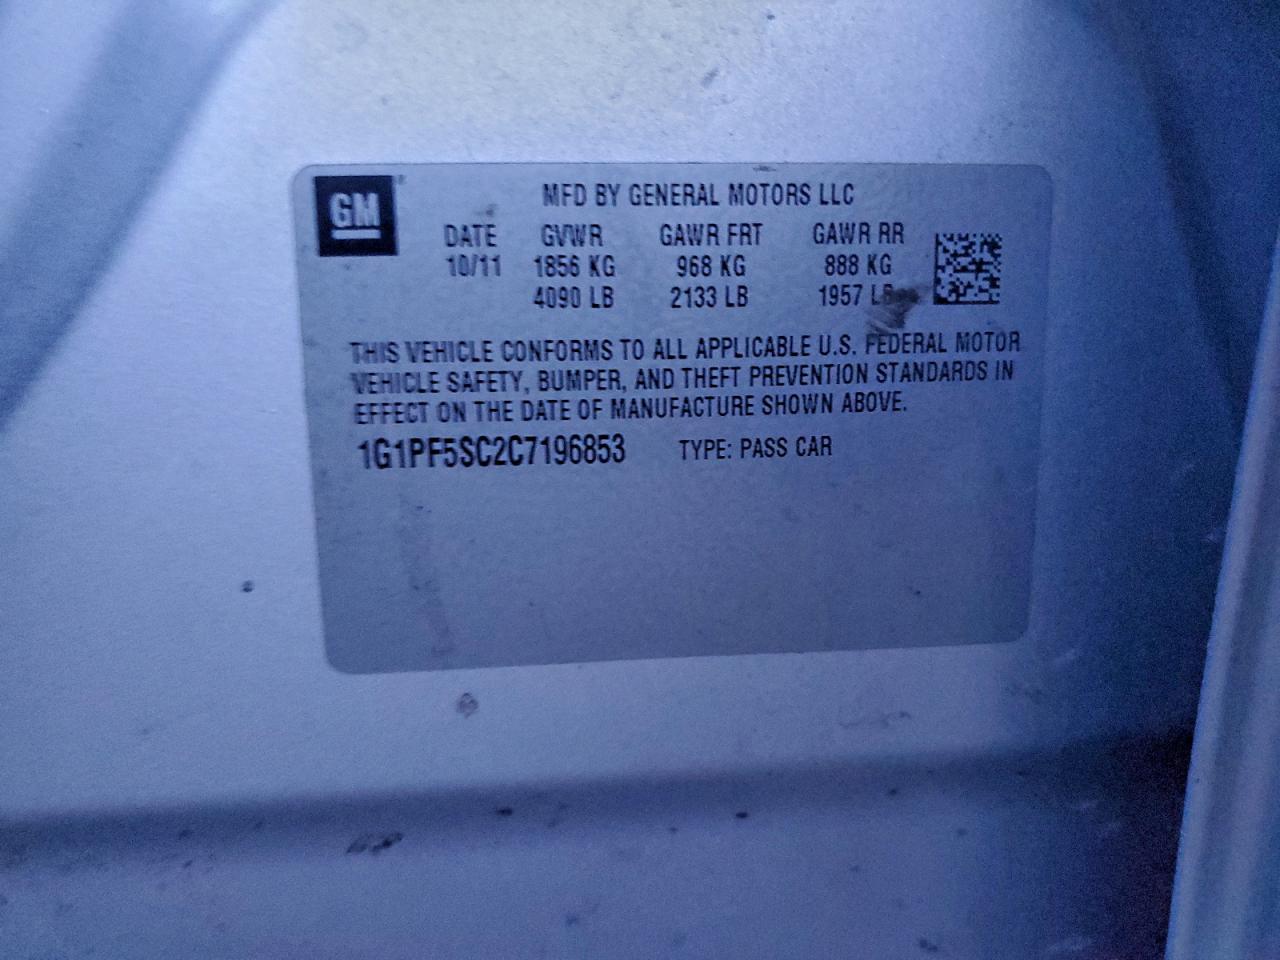 GM
MFD BY GENERAL MOTORS LLC
DATE GVWR GAWR FRT GAWR RR
10/11 1856 KG 968 KG 888 KG
4090 LB 2133 LB 1957 LB
THIS VEHICLE CONFORMS TO ALL APPLICABLE U.S. FEDERAL MOTOR
VEHICLE SAFETY, BUMPER, AND THEFT PREVENTION STANDARDS IN
EFFECT ON THE DATE OF MANUFACTURE SHOWN ABOVE.
1G1PF5SC2C7196853 TYPE: PASS CAR